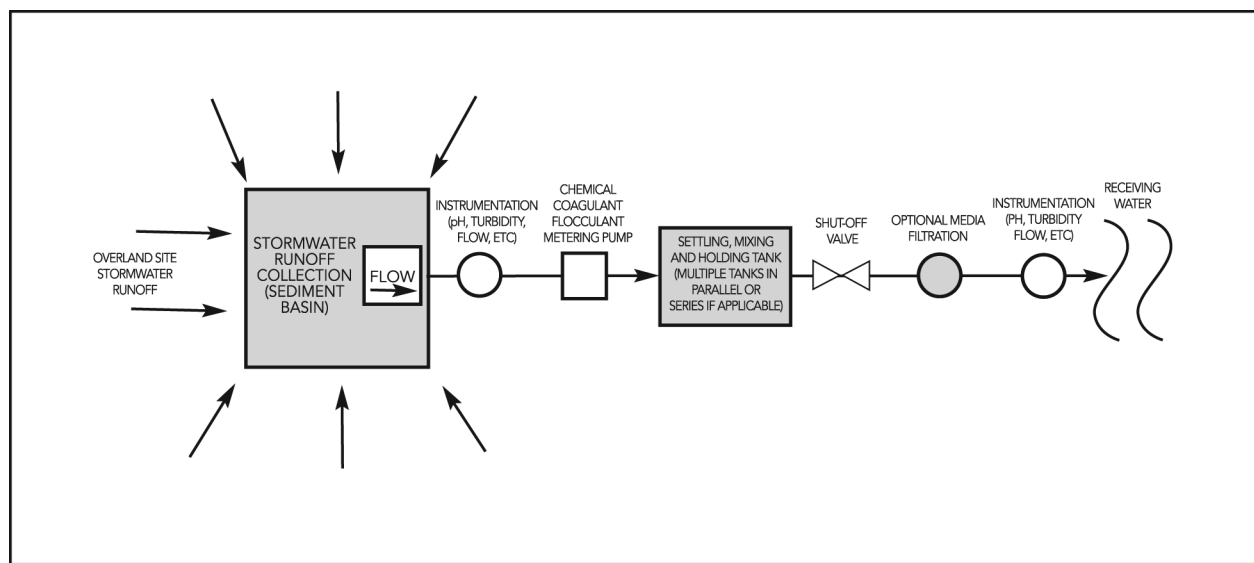 OVERLAND SITE
STORMWATER
RUNOFF
STORMWATER
RUNOFF
COLLECTION
(SEDIMENT
BASIN)
FLOW
INSTRUMENTATION
(pH, TURBIDITY,
FLOW, ETC)
CHEMICAL
COAGULANT
FLOCCULANT
METERING PUMP
SETTLING, MIXING
AND HOLDING TANK
(MULTIPLE TANKS IN
PARALLEL OR
SERIES IF APPLICABLE)
SHUT-OFF
VALVE
OPTIONAL MEDIA
FILTRATION
INSTRUMENTATION
(PH, TURBIDITY
FLOW, ETC)
RECEIVING
WATER